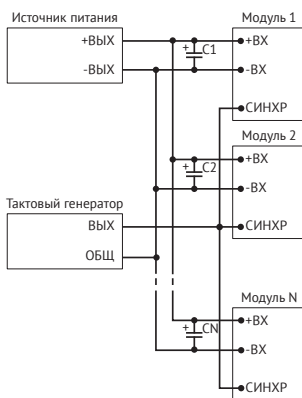 Источник питания
+ВЫХ
-ВЫХ
Модуль 1
+ВХ
+ C1
-ВХ
СИНХР
Модуль 2
+ВХ
+ C2
-ВХ
СИНХР
Тактовый генератор
ВЫХ
ОБЩ
Модуль N
+ВХ
+ CN
-ВХ
СИНХР